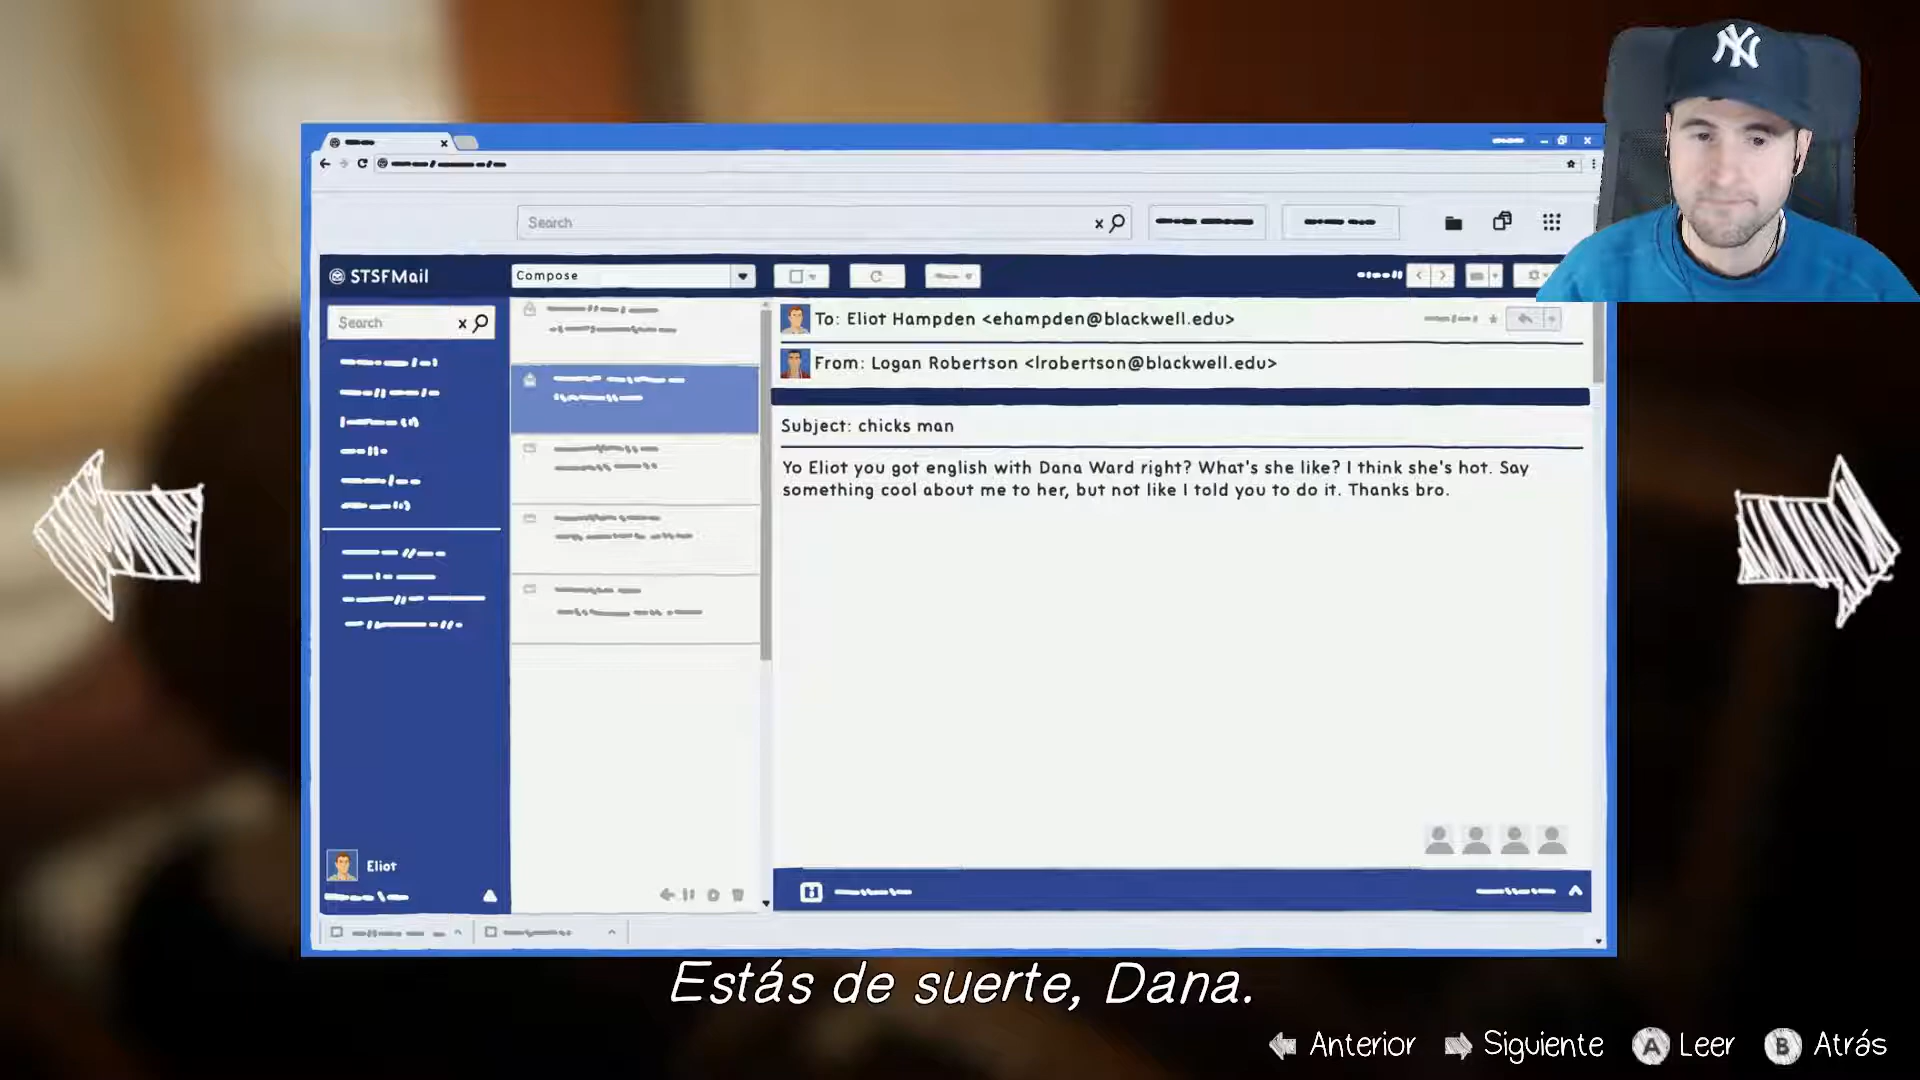 NY
Search
STSFMail
Compose
Search
To: Eliot Hampden <ehampden@blackwell.edu>
From: Logan Robertson <lrobertson@blackwell.edu>
Subject: chicks man
Yo Eliot you got english with Dana Ward right? What's she like? I think she's hot. Say
something cool about me to her, but not like I told you to do it. Thanks bro.
Eliot
Estás de suerte, Dana.
Anterior
Siguiente
A Leer
B Atrás